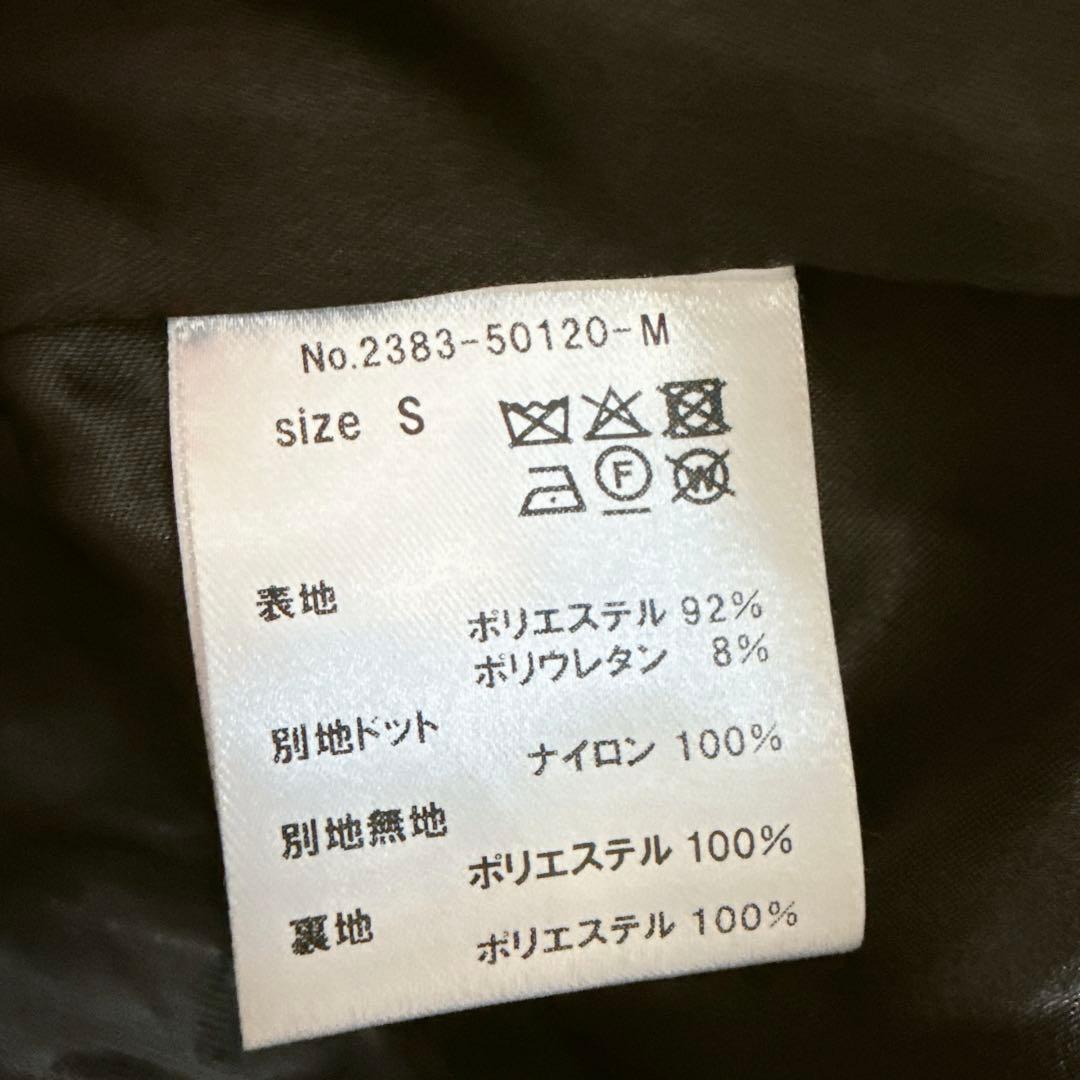 No.2383-50120-M
size S
F
W
表地
ポリエステル 92%
ポリウレタン 8%
別地ドット
ナイロン 100%
別地無地
ポリエステル 100%
裏地
ポリエステル 100%